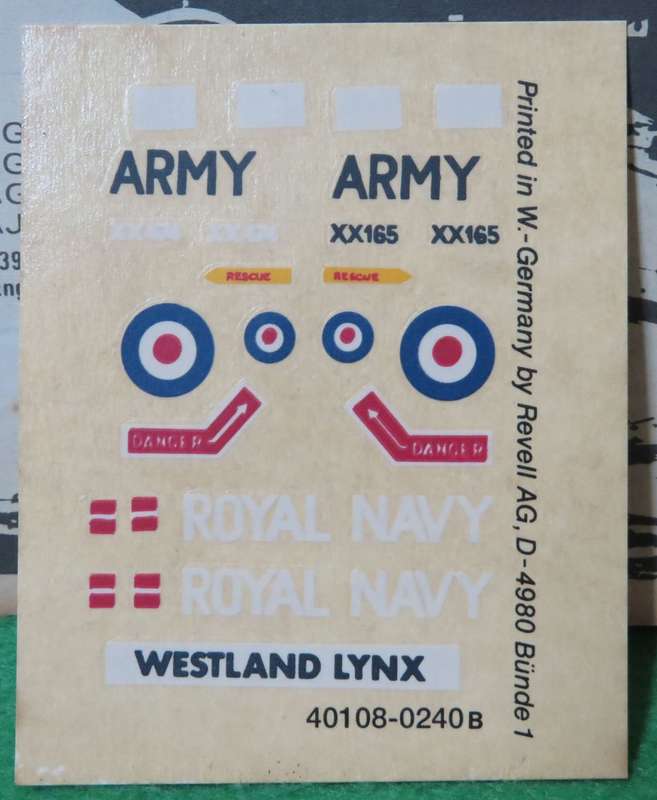 ARMY ARMY
XX165 XX165
RESCUE RESCUE
DANGER DANGER
ROYAL NAVY
ROYAL NAVY
WESTLAND LYNX
40108-0240 B
Printed in W.-Germany by Revell AG, D-4980 Bünde 1